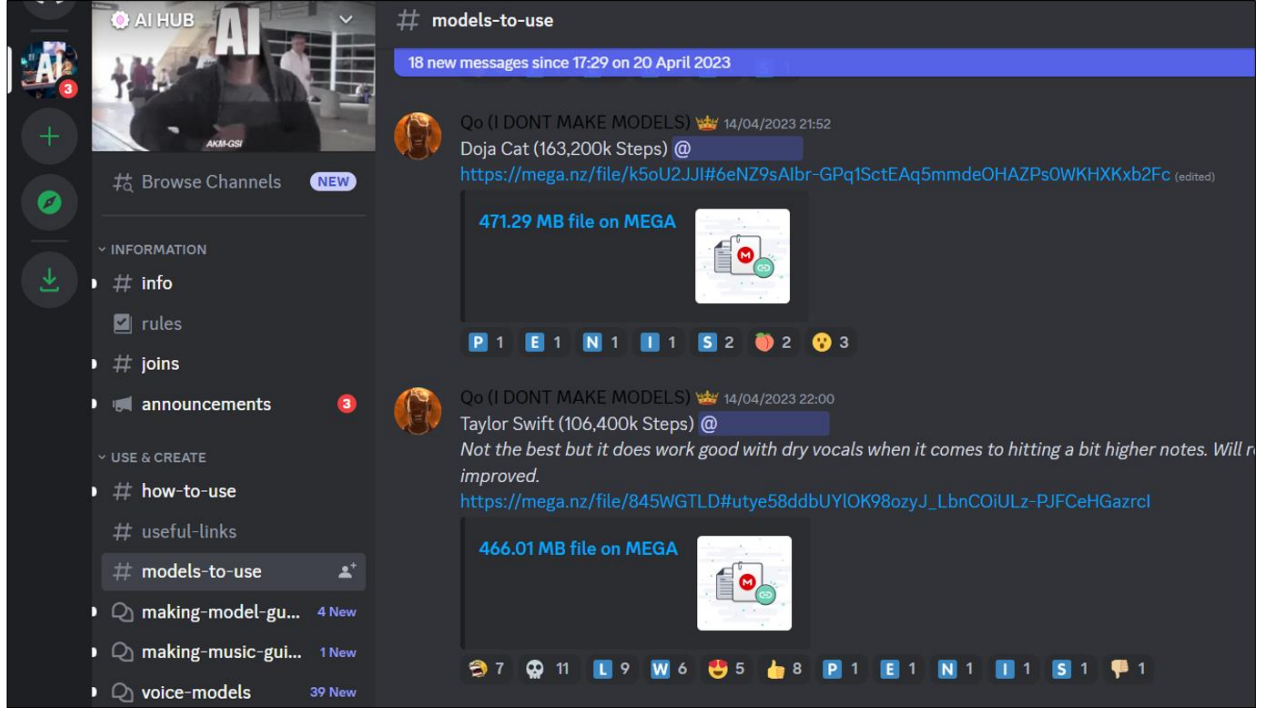 AI HUB
AI
AI
3
AKM-GSI
Browse Channels NEW
INFORMATION
# info
rules
# joins
announcements 3
USE & CREATE
# how-to-use
# useful-links
# models-to-use
making-model-gu... 4 New
making-music-gui... 1 New
voice-models 39 New
# models-to-use
18 new messages since 17:29 on 20 April 2023
Qo (I DONT MAKE MODELS) 14/04/2023 21:52
Doja Cat (163,200k Steps) @
https://mega.nz/file/k5oU2JJI#6eNZ9sAIbr-GPq1SctEAq5mmdeOHAZPs0WKHXKxb2Fc (edited)
471.29 MB file on MEGA
M
P 1 E 1 N 1 I 1 S 2 2 3
Qo (I DONT MAKE MODELS) 14/04/2023 22:00
Taylor Swift (106,400k Steps) @
Not the best but it does work good with dry vocals when it comes to hitting a bit higher notes. Will r
improved.
https://mega.nz/file/845WGTLD#utye58ddbUYlOK98ozyJ_LbnCOiULz-PJFCeHGazrcI
466.01 MB file on MEGA
M
7 11 L 9 W 6 5 8 P 1 E 1 N 1 I 1 S 1 1